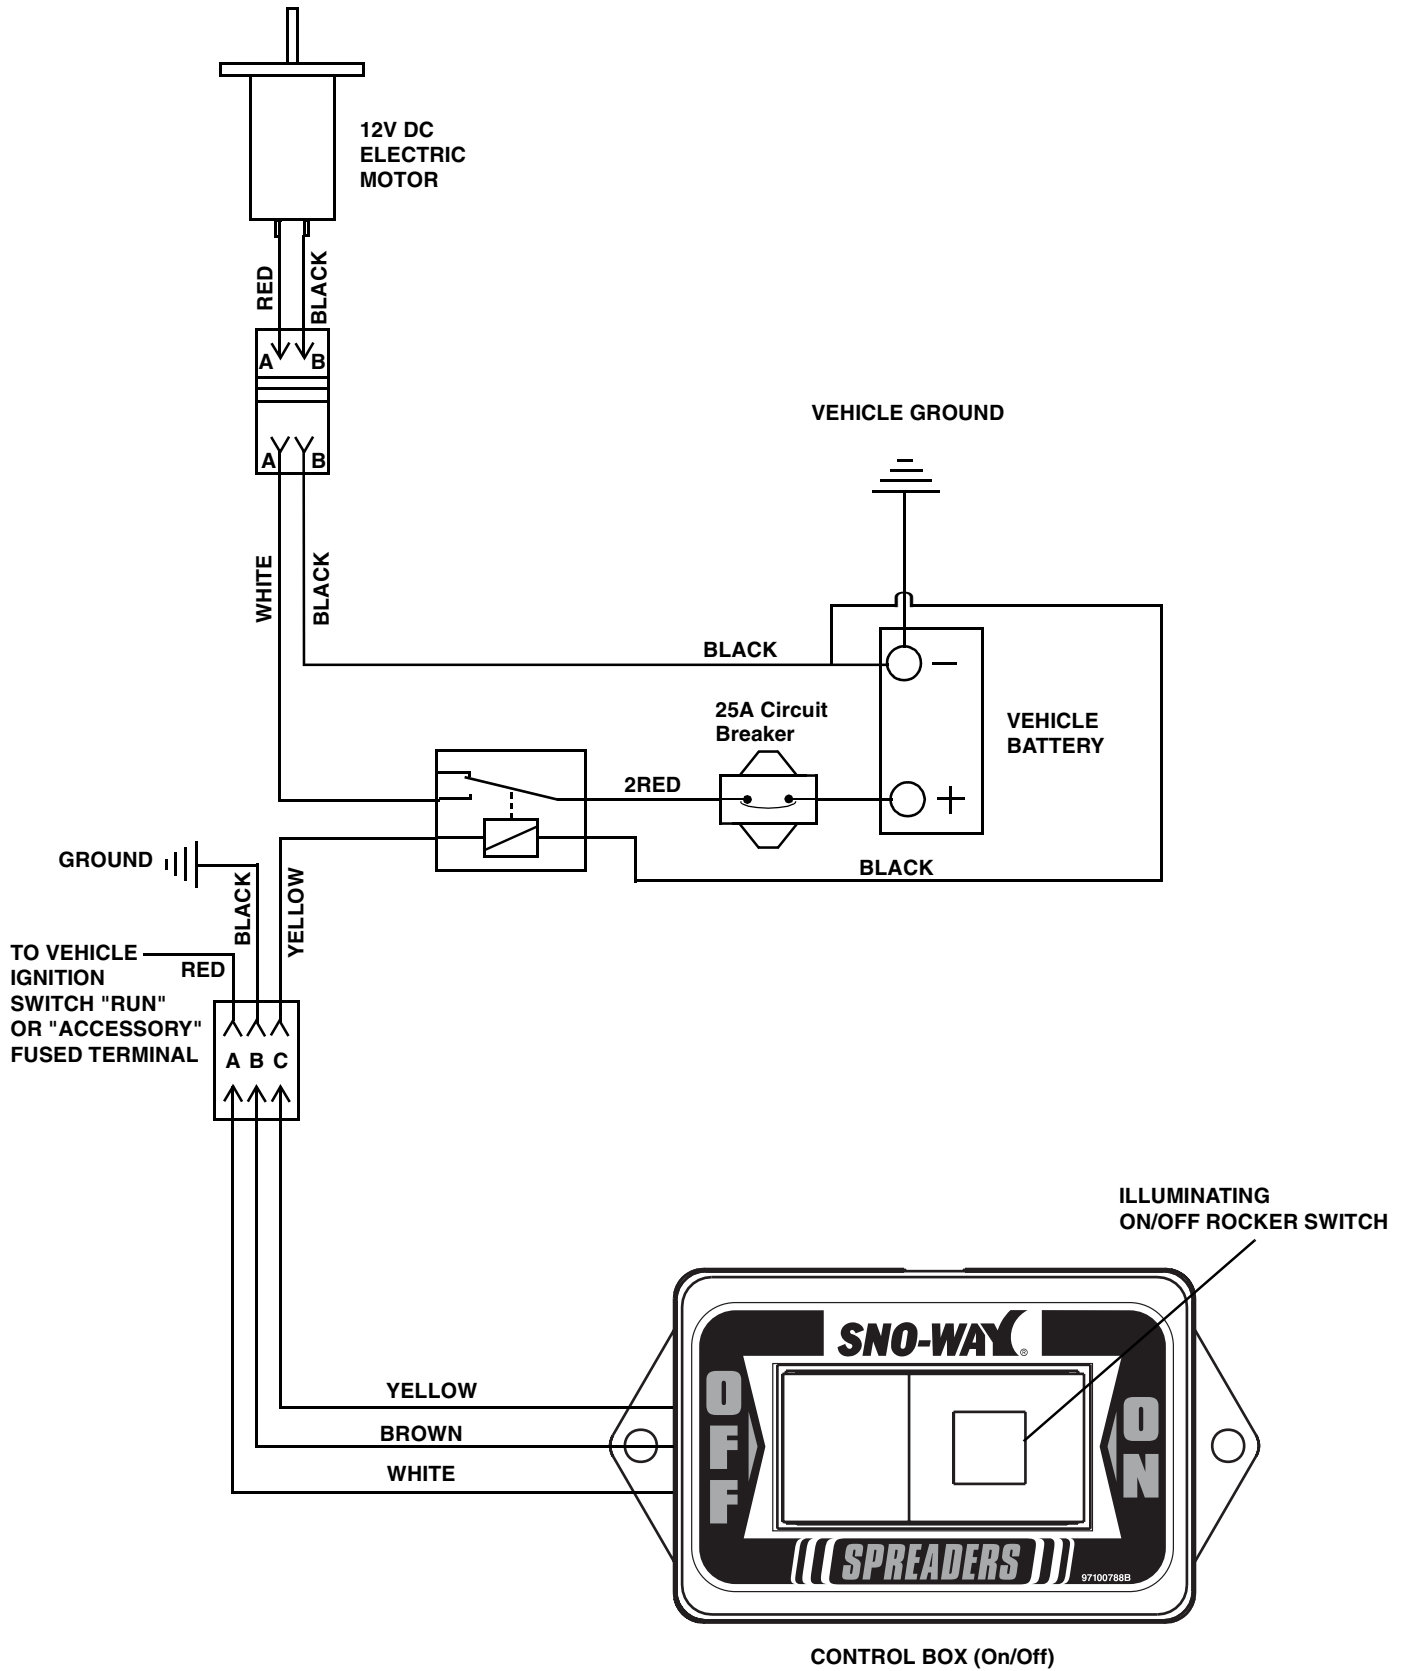 12V DC
ELECTRIC
MOTOR
RED
BLACK
A B
A B
VEHICLE GROUND
WHITE
BLACK
BLACK
25A Circuit
Breaker
VEHICLE
BATTERY
2RED
GROUND
BLACK
YELLOW
BLACK
TO VEHICLE
IGNITION
SWITCH "RUN"
OR "ACCESSORY"
FUSED TERMINAL
RED
A B C
ILLUMINATING
ON/OFF ROCKER SWITCH
YELLOW
BROWN
WHITE
SNO-WAY®
OFF
ON
SPREADERS
97100788B
CONTROL BOX (On/Off)